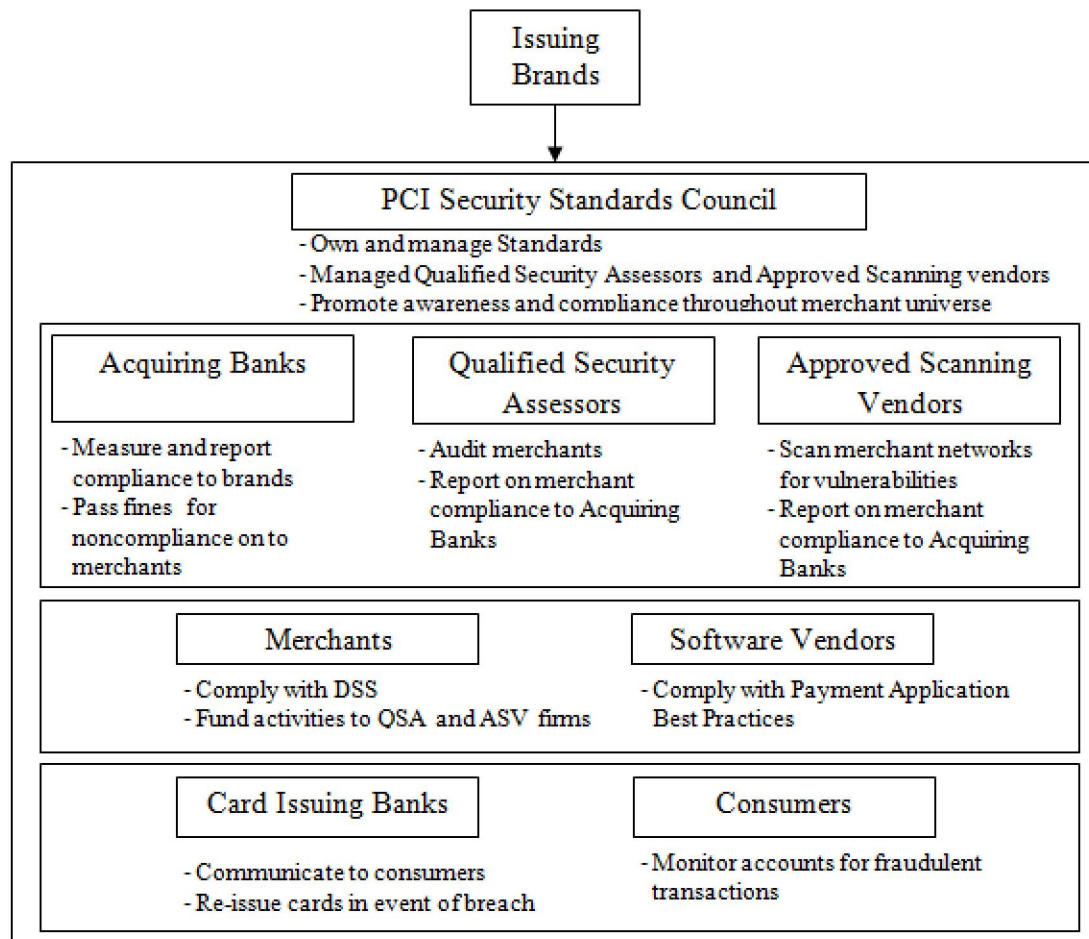 Issuing
Brands
PCI Security Standards Council
- Own and manage Standards
- Managed Qualified Security Assessors and Approved Scanning vendors
- Promote awareness and compliance throughout merchant universe
Acquiring Banks
- Measure and report
compliance to brands
- Pass fines for
noncompliance on to
merchants
Qualified Security
Assessors
- Audit merchants
- Report on merchant
compliance to Acquiring
Banks
Approved Scanning
Vendors
- Scan merchant networks
for vulnerabilities
- Report on merchant
compliance to Acquiring
Banks
Merchants
- Comply with DSS
- Fund activities to QSA and ASV firms
Software Vendors
- Comply with Payment Application
Best Practices
Card Issuing Banks
- Communicate to consumers
- Re-issue cards in event of breach
Consumers
- Monitor accounts for fraudulent
transactions